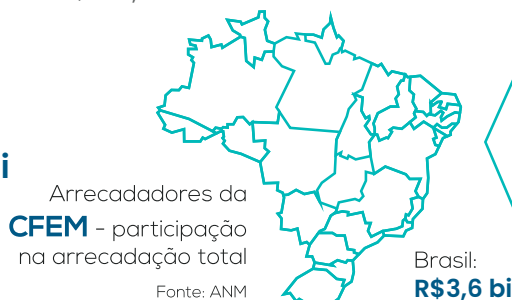 i
Arrecadadores da
CFEM - participação
na arrecadação total
Fonte: ANM
Brasil:
R$3,6 bi